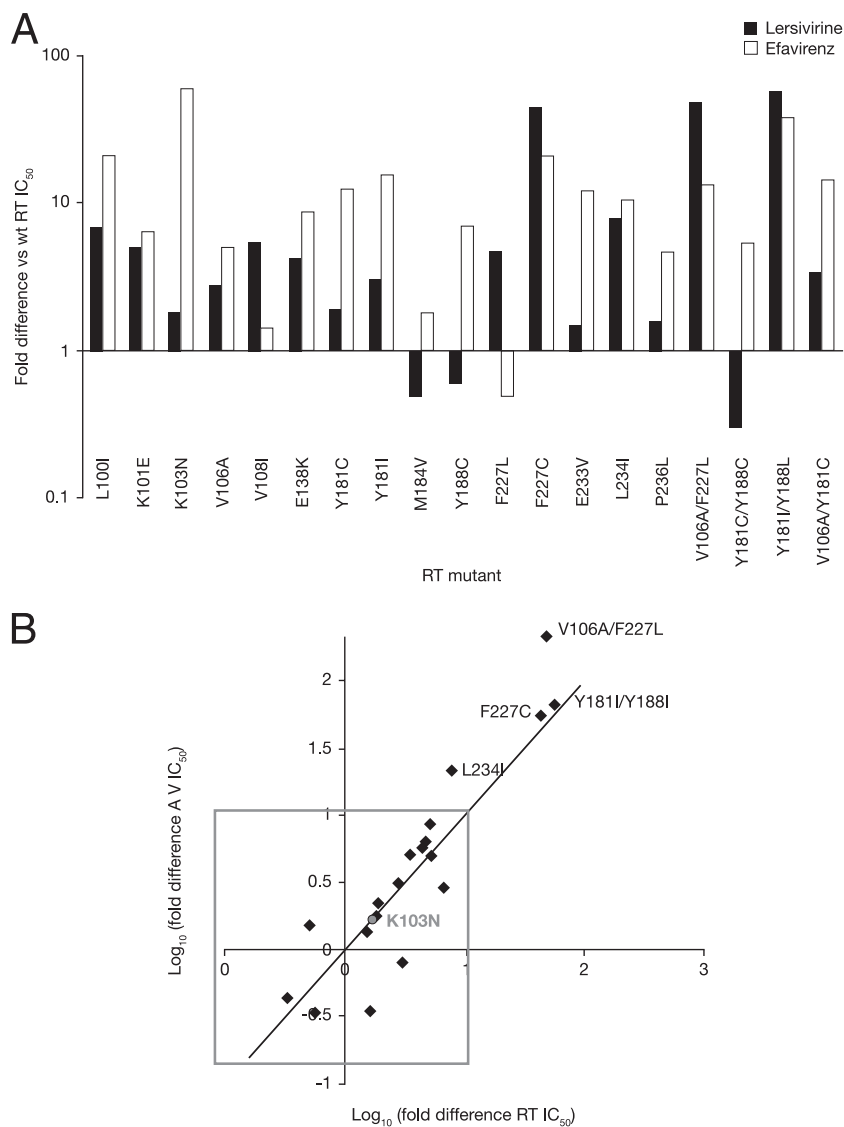 A
Lersivirine
Efavirenz
Fold difference vs wt RT IC50
100
10
1
0.1
L100I
K101E
K103N
V106A
V108I
E138K
Y181C
Y181I
M184V
Y188C
F227L
F227C
E233V
L234I
P236L
V106A/F227L
Y181C/Y188C
Y181I/Y188L
V106A/Y181C
RT mutant
B
Log10 (fold difference A V IC50)
V106A/F227L
2
Y181I/Y188I
F227C
1.5
L234I
1
0.5
K103N
0
0
0
1
2
3
-0.5
-1
Log10 (fold difference RT IC50)